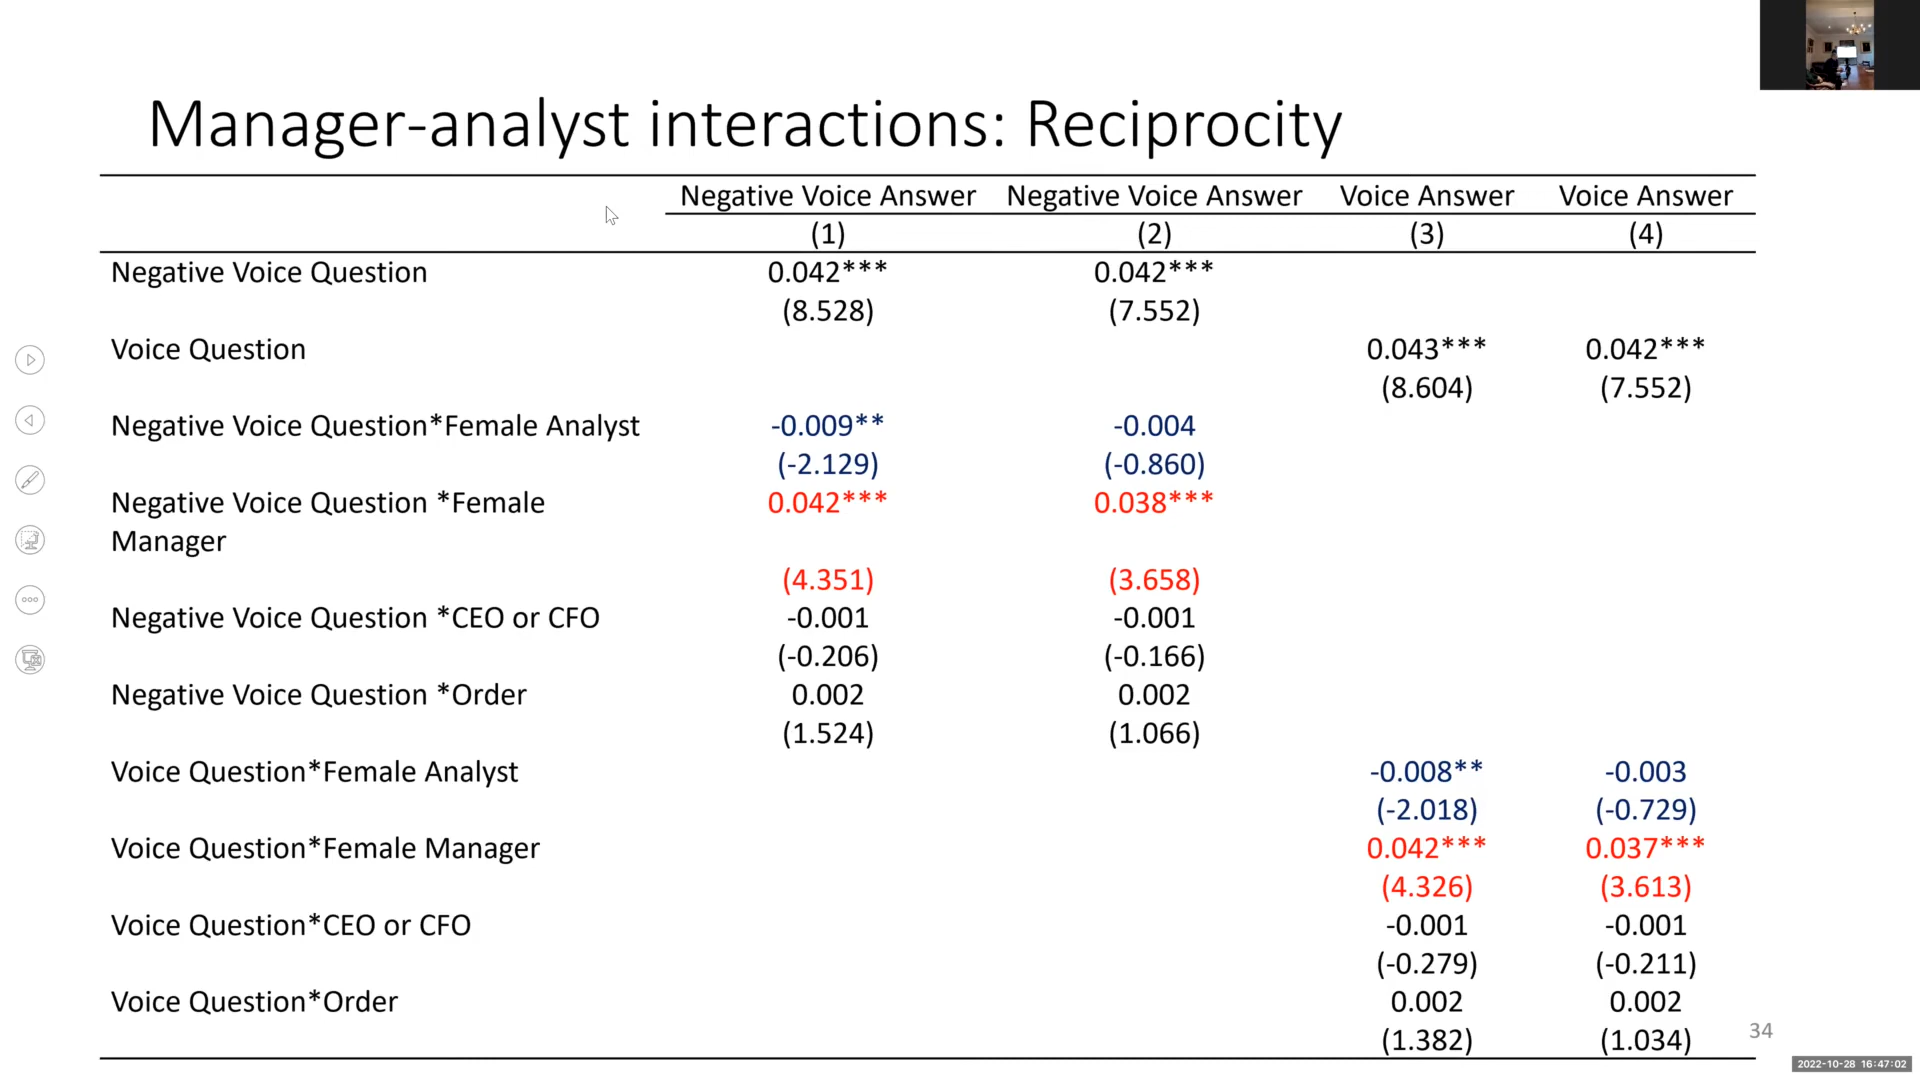 Manager-analyst interactions: Reciprocity
Negative Voice Answer Negative Voice Answer Voice Answer Voice Answer
(1) (2) (3) (4)
Negative Voice Question 0.042*** 0.042***
(8.528) (7.552)
Voice Question 0.043*** 0.042***
(8.604) (7.552)
Negative Voice Question*Female Analyst -0.009** -0.004
(-2.129) (-0.860)
Negative Voice Question *Female 0.042*** 0.038***
Manager
(4.351) (3.658)
Negative Voice Question *CEO or CFO -0.001 -0.001
(-0.206) (-0.166)
Negative Voice Question *Order 0.002 0.002
(1.524) (1.066)
Voice Question*Female Analyst -0.008** -0.003
(-2.018) (-0.729)
Voice Question*Female Manager 0.042*** 0.037***
(4.326) (3.613)
Voice Question*CEO or CFO -0.001 -0.001
(-0.279) (-0.211)
Voice Question*Order 0.002 0.002
(1.382) (1.034)
34
2022-10-28 16:47:02